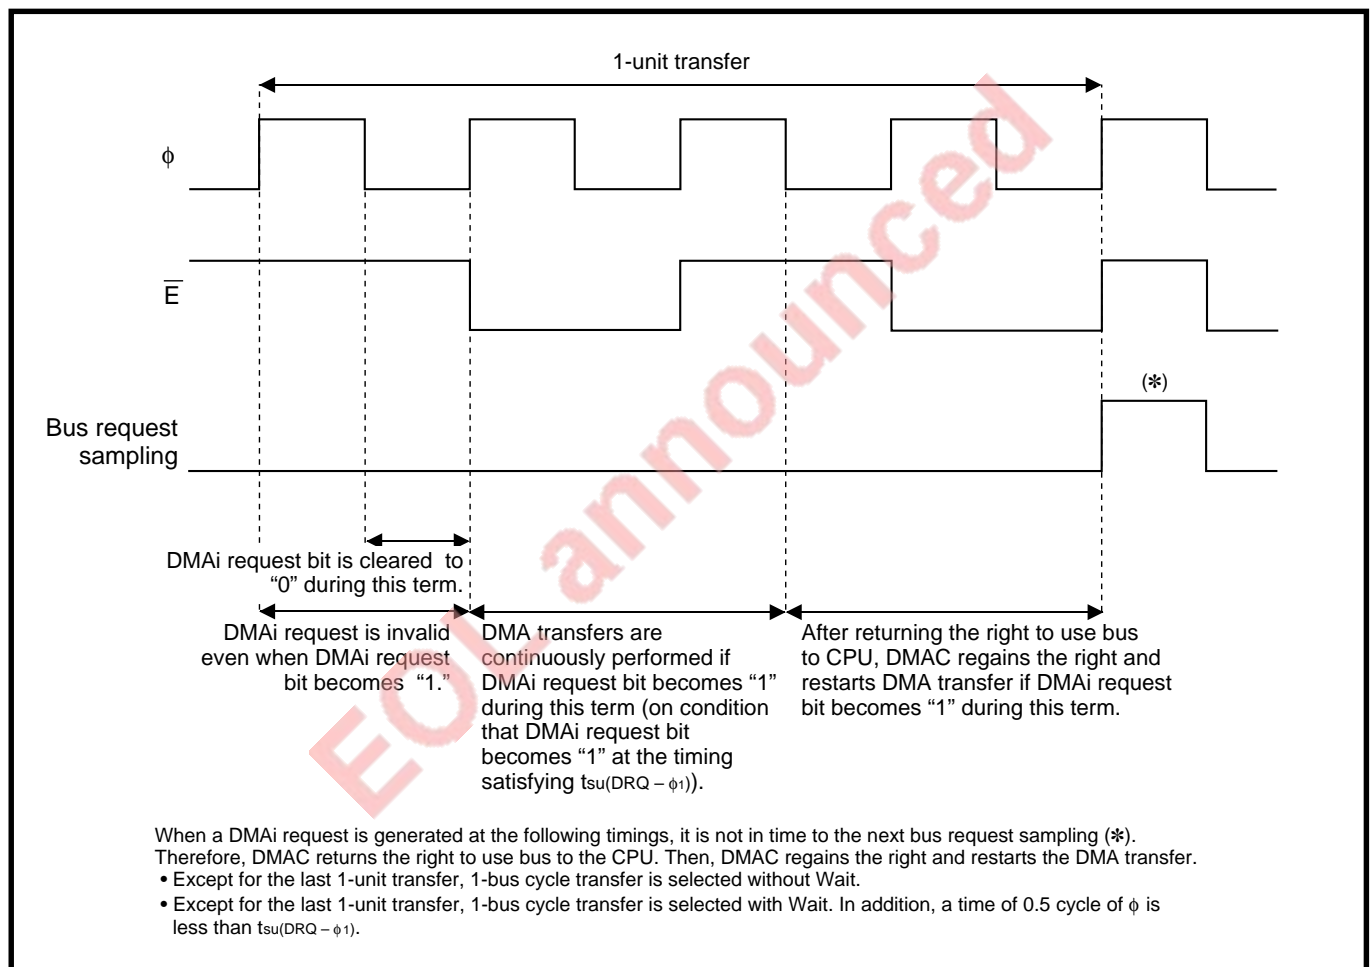 1-unit transfer
ϕ
E̅
(✻)
Bus request
sampling
DMAi request bit is cleared to
“0” during this term.
DMAi request is invalid
even when DMAi request
bit becomes “1.”
DMA transfers are
continuously performed if
DMAi request bit becomes “1”
during this term (on condition
that DMAi request bit
becomes “1” at the timing
satisfying tsu(DRQ – ϕ1)).
After returning the right to use bus
to CPU, DMAC regains the right and
restarts DMA transfer if DMAi request
bit becomes “1” during this term.
When a DMAi request is generated at the following timings, it is not in time to the next bus request sampling (✻).
Therefore, DMAC returns the right to use bus to the CPU. Then, DMAC regains the right and restarts the DMA transfer.
• Except for the last 1-unit transfer, 1-bus cycle transfer is selected without Wait.
• Except for the last 1-unit transfer, 1-bus cycle transfer is selected with Wait. In addition, a time of 0.5 cycle of ϕ is
less than tsu(DRQ – ϕ1).
EOL announced